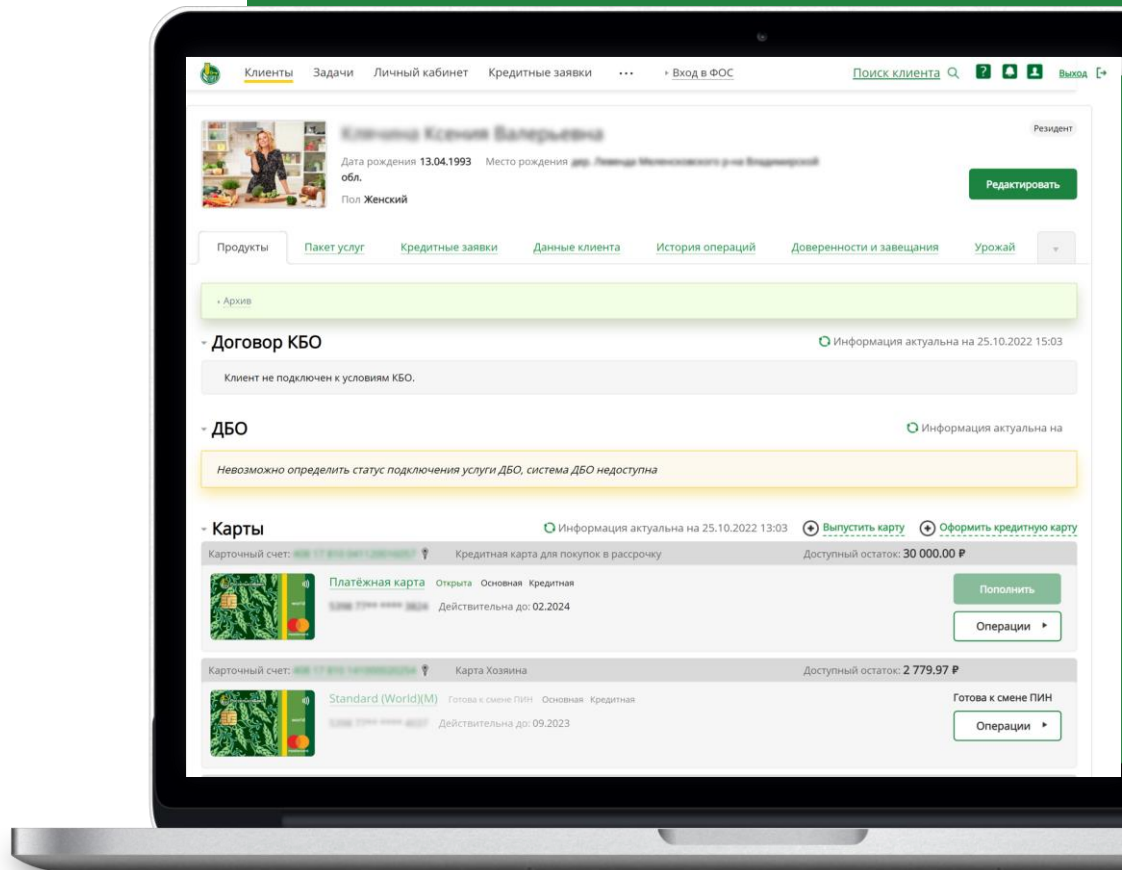 Клиенты Задачи Личный кабинет Кредитные заявки ••• Вход в ФОС Поиск клиента ? Выход
Резидент
Дата рождения 13.04.1993 Место рождения
обл.
Пол Женский
Редактировать
Продукты Пакет услуг Кредитные заявки Данные клиента История операций Доверенности и завещания Урожай
Архив
Договор КБО Информация актуальна на 25.10.2022 15:03
Клиент не подключен к условиям КБО.
ДБО Информация актуальна на
Невозможно определить статус подключения услуги ДБО, система ДБО недоступна
Карты Информация актуальна на 25.10.2022 13:03 Выпустить карту Оформить кредитную карту
Карточный счет: Кредитная карта для покупок в рассрочку Доступный остаток: 30 000.00 ₽
Платёжная карта Открыта Основная Кредитная
Пополнить
Действительна до: 02.2024
Операции
Карточный счет: Карта Хозяина Доступный остаток: 2 779.97 ₽
Standard (World)(M) Готова к смене ПИН Основная Кредитная Готова к смене ПИН
Действительна до: 09.2023
Операции